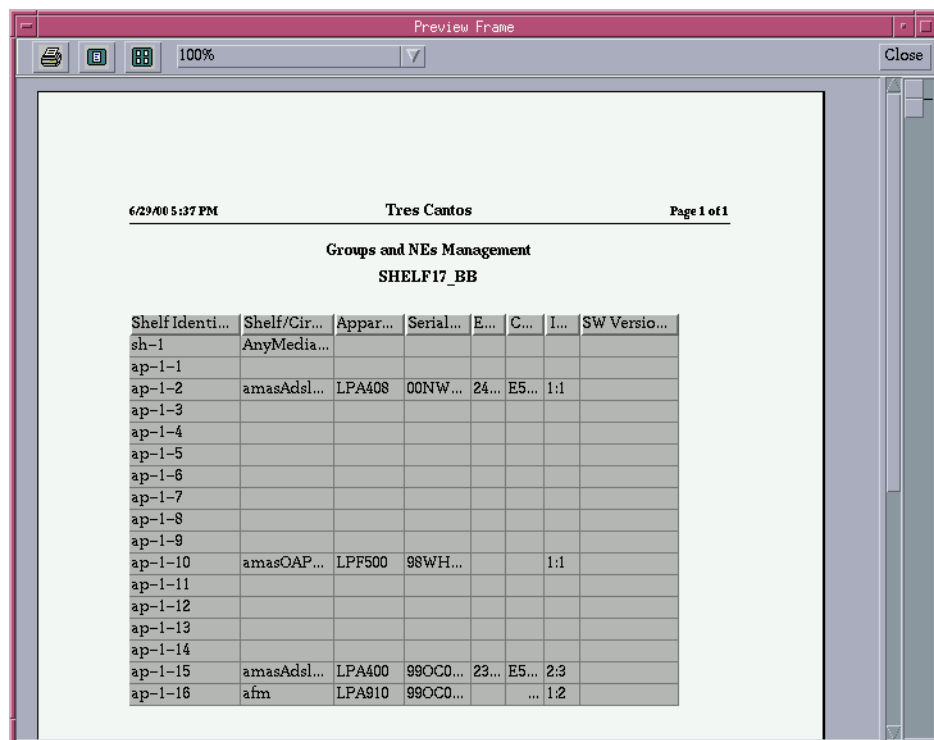 Preview Frame
100%
Close
6/29/00 5:37 PM Tres Cantos Page 1 of 1
Groups and NEs Management
SHELF17_BB
Shelf Identi... Shelf/Cir... Appar... Serial... E... C... I... SW Versio...
sh-1 AnyMedia...
ap-1-1
ap-1-2 amasAdsl... LPA408 00NW... 24... E5... 1:1
ap-1-3
ap-1-4
ap-1-5
ap-1-6
ap-1-7
ap-1-8
ap-1-9
ap-1-10 amasOAP... LPF500 98WH... 1:1
ap-1-11
ap-1-12
ap-1-13
ap-1-14
ap-1-15 amasAdsl... LPA400 99OC0... 23... E5... 2:3
ap-1-16 afm LPA910 99OC0... ... 1:2